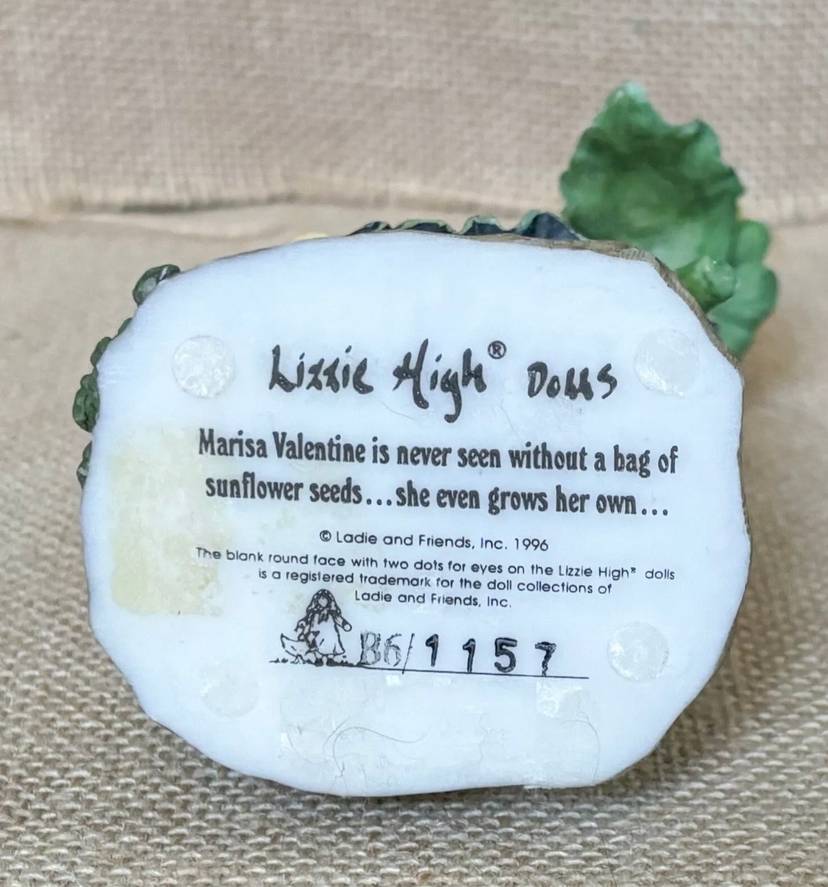 Lizzie High® Dolls
Marisa Valentine is never seen without a bag of
sunflower seeds...she even grows her own...
© Ladie and Friends, Inc. 1996
The blank round face with two dots for eyes on the Lizzie High® dolls
is a registered trademark for the doll collections of
Ladie and Friends, Inc.
B6/1157